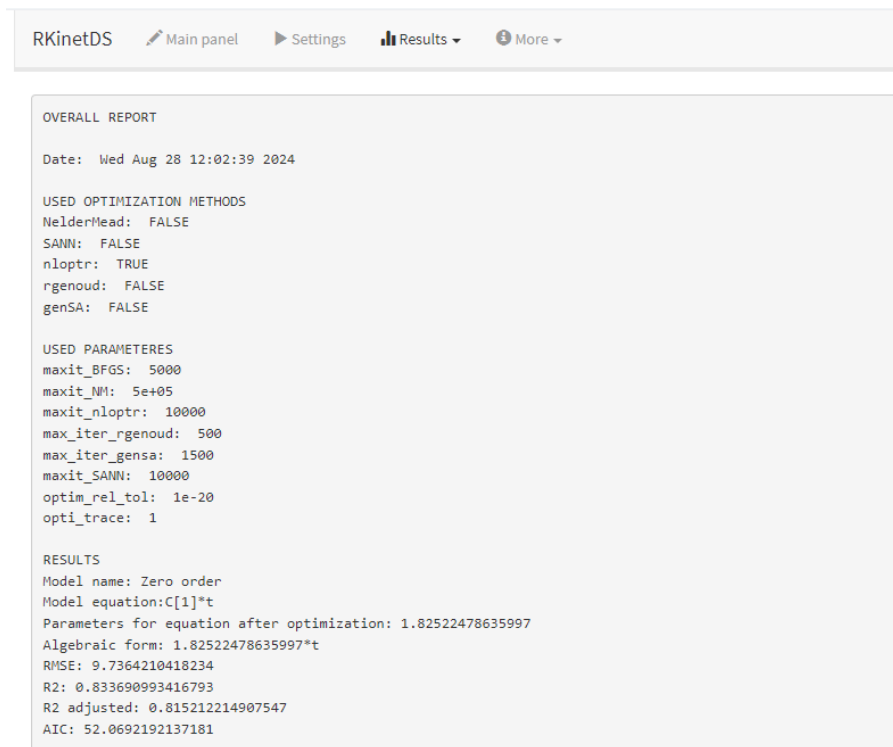 RKinetDS Main panel Settings Results More
OVERALL REPORT
Date:  Wed Aug 28 12:02:39 2024
USED OPTIMIZATION METHODS
NelderMead:  FALSE
SANN:  FALSE
nloptr:  TRUE
rgenoud:  FALSE
genSA:  FALSE
USED PARAMETERES
maxit_BFGS:  5000
maxit_NM:  5e+05
maxit_nloptr:  10000
max_iter_rgenoud:  500
max_iter_gensa:  1500
maxit_SANN:  10000
optim_rel_tol:  1e-20
opti_trace:  1
RESULTS
Model name: Zero order
Model equation:C[1]*t
Parameters for equation after optimization: 1.82522478635997
Algebraic form: 1.82522478635997*t
RMSE: 9.7364210418234
R2: 0.833690993416793
R2 adjusted: 0.815212214907547
AIC: 52.0692192137181